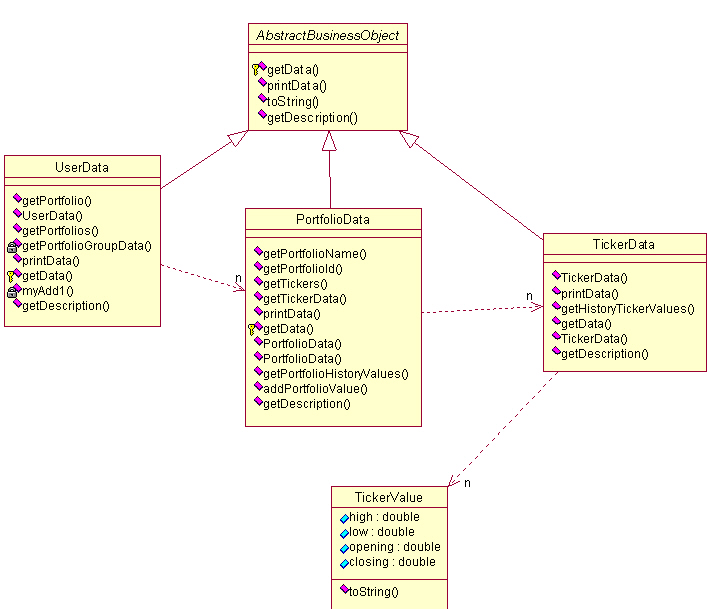 AbstractBusinessObject
getData()
printData()
toString()
getDescription()
UserData
getPortfolio()
UserData()
getPortfolios()
getPortfolioGroupData()
printData()
getData()
myAdd1()
getDescription()
n
PortfolioData
getPortfolioName()
getPortfolioId()
getTickers()
getTickerData()
printData()
getData()
PortfolioData()
PortfolioData()
getPortfolioHistoryValues()
addPortfolioValue()
getDescription()
n
TickerData
TickerData()
printData()
getHistoryTickerValues()
getData()
TickerData()
getDescription()
n
TickerValue
high : double
low : double
opening : double
closing : double
toString()